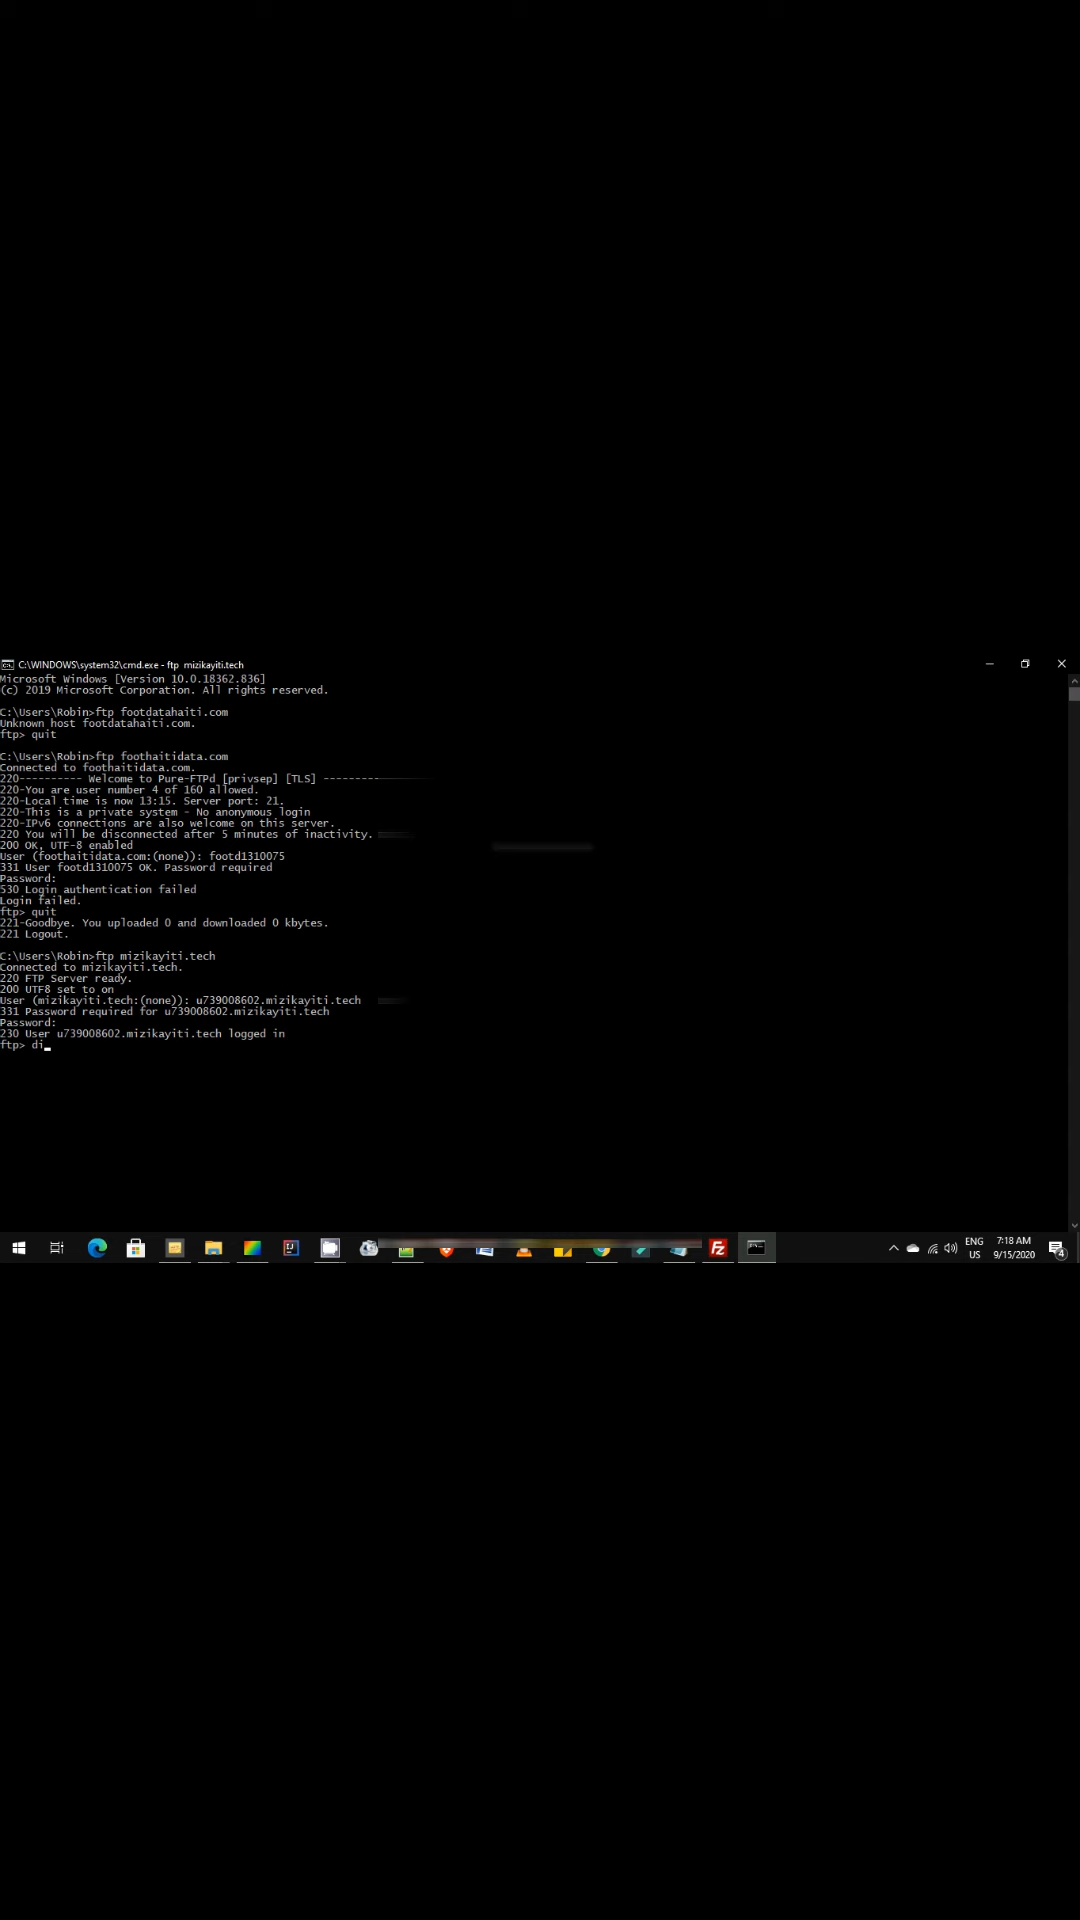 C:\WINDOWS\system32\cmd.exe - ftp mizikayiti.tech
Microsoft Windows [Version 10.0.18362.836]
(c) 2019 Microsoft Corporation. All rights reserved.
C:\Users\Robin>ftp footdatahaiti.com
Unknown host footdatahaiti.com.
ftp> quit
C:\Users\Robin>ftp foothaitidata.com
Connected to foothaitidata.com.
220---------- Welcome to Pure-FTPd [privsep] [TLS] ----------
220-You are user number 4 of 160 allowed.
220-Local time is now 13:15. Server port: 21.
220-This is a private system - No anonymous login
220-IPv6 connections are also welcome on this server.
220 You will be disconnected after 5 minutes of inactivity.
200 OK, UTF-8 enabled
User (foothaitidata.com:(none)): footd1310075
331 User footd1310075 OK. Password required
Password:
530 Login authentication failed
Login failed.
ftp> quit
221-Goodbye. You uploaded 0 and downloaded 0 kbytes.
221 Logout.
C:\Users\Robin>ftp mizikayiti.tech
Connected to mizikayiti.tech.
220 FTP Server ready.
200 UTF8 set to on
User (mizikayiti.tech:(none)): u739008602.mizikayiti.tech
331 Password required for u739008602.mizikayiti.tech
Password:
230 User u739008602.mizikayiti.tech logged in
ftp> di_
ENG 7:18 AM
US 9/15/2020 4